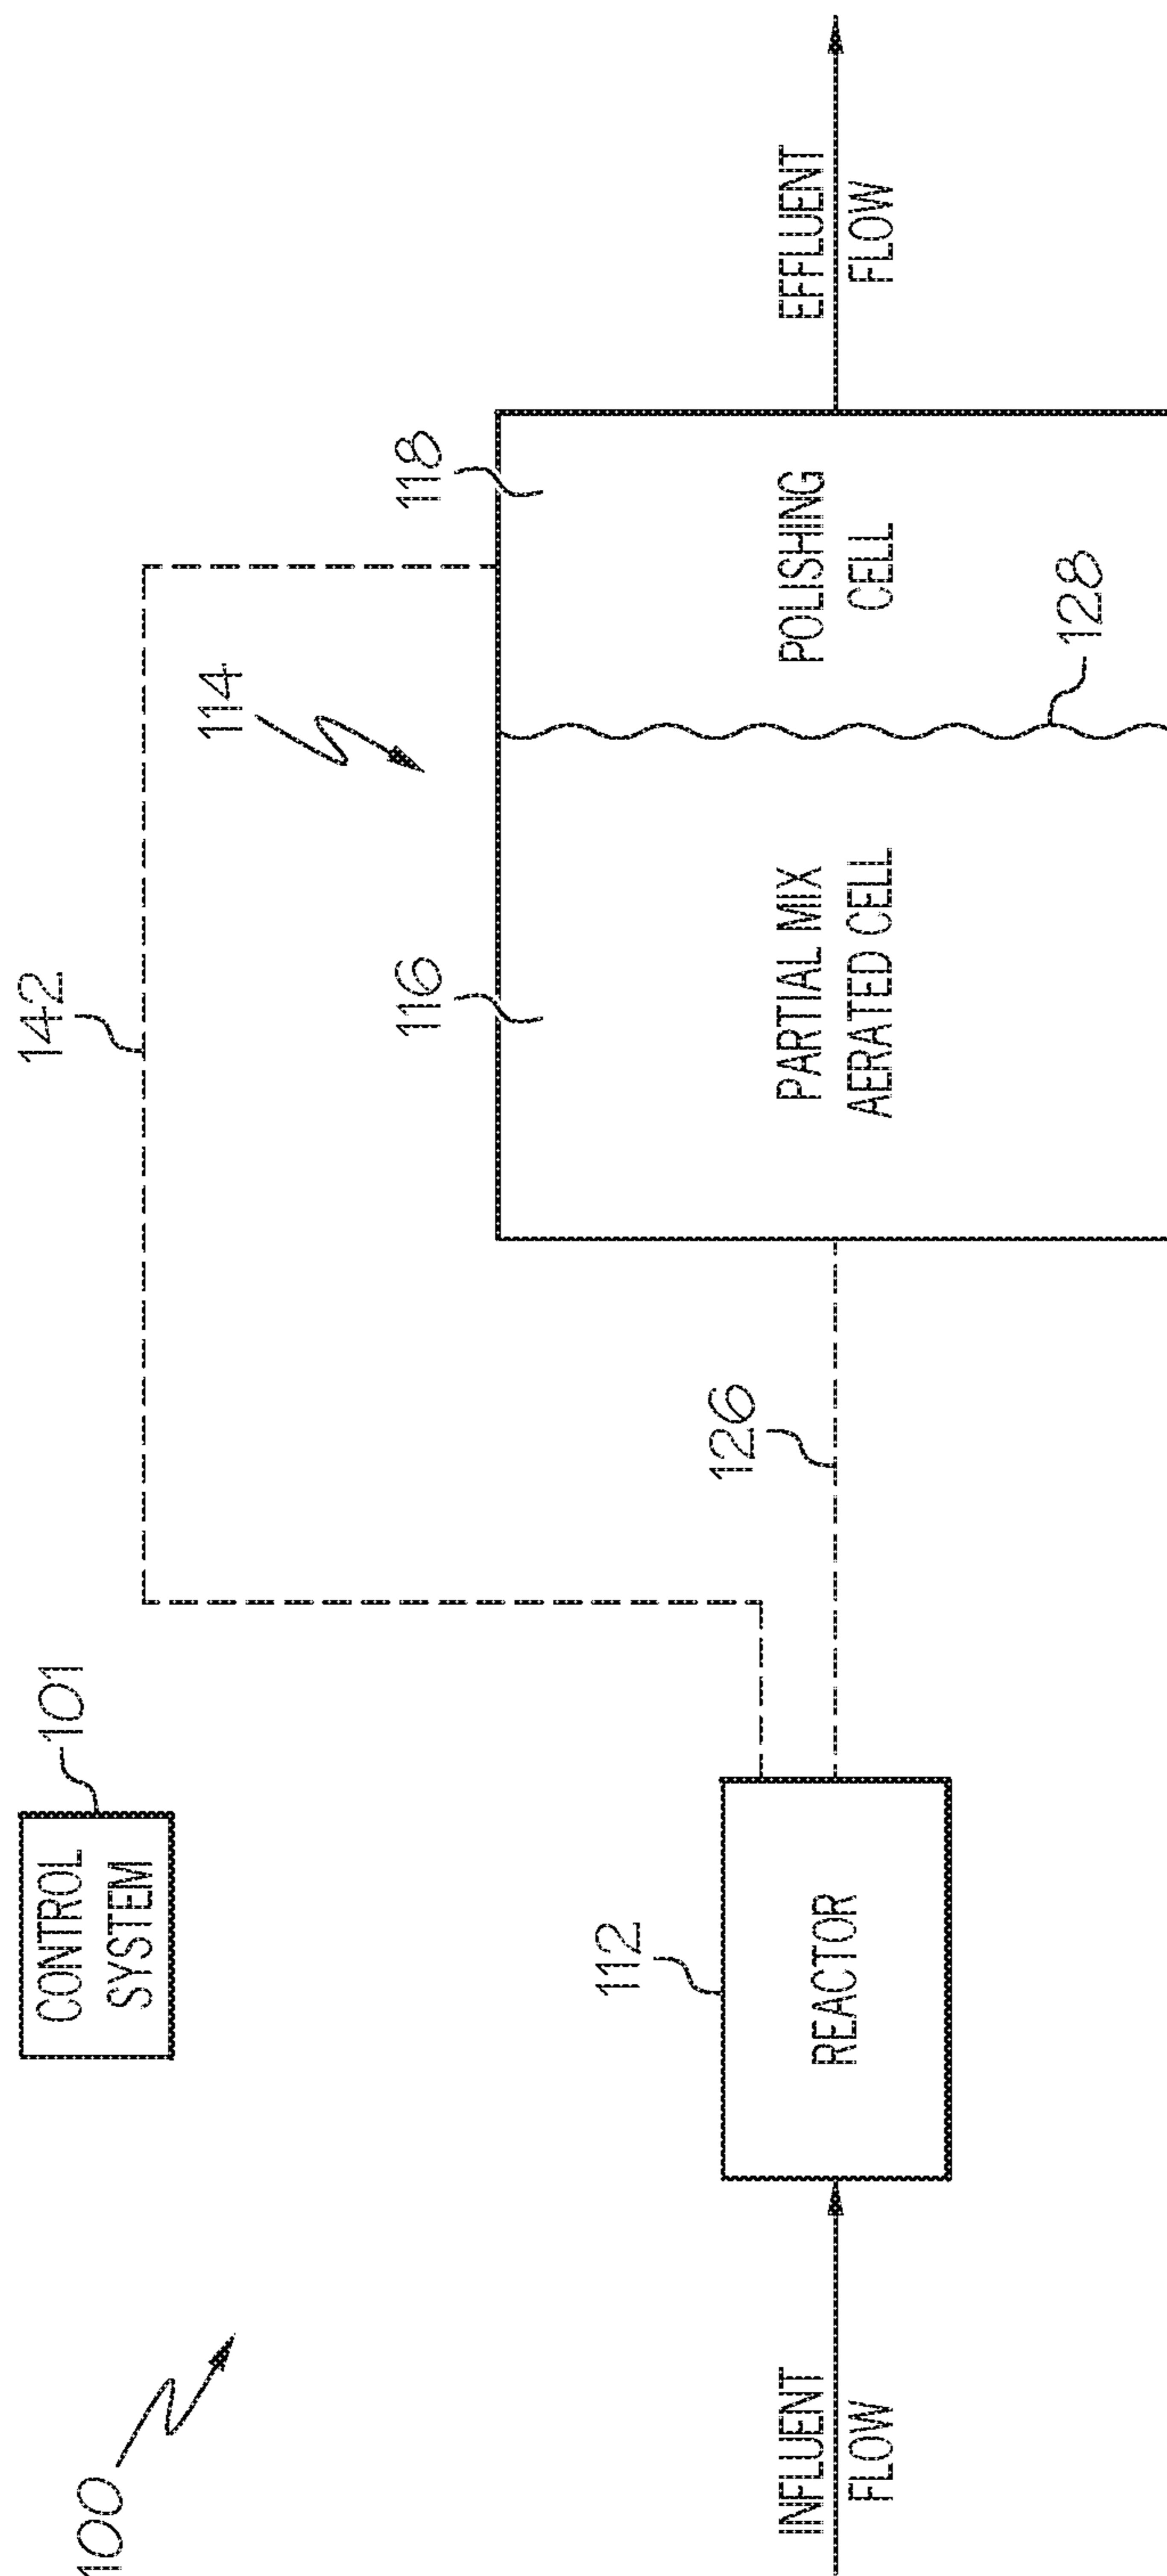 100
CONTROL
SYSTEM
101
142
114
112
REACTOR
126
116
118
PARTIAL MIX
AERATED CELL
POLISHING
CELL
128
INFLUENT
FLOW
EFFLUENT
FLOW